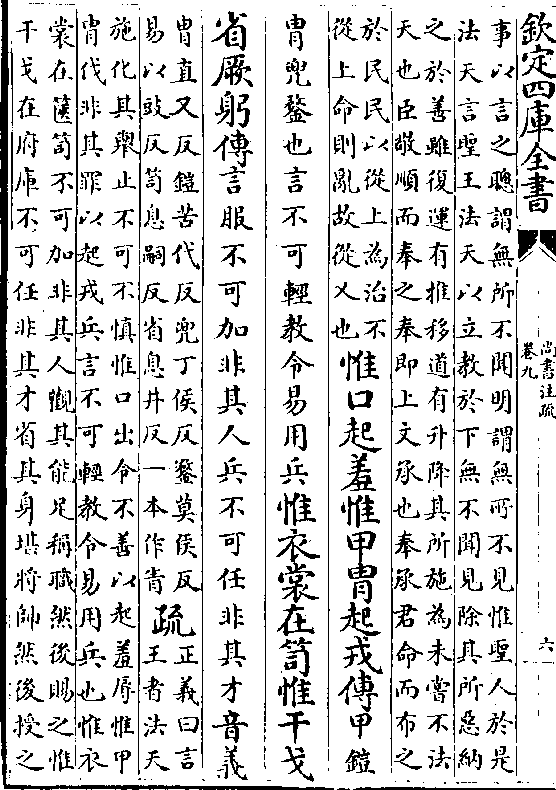 欽定四庫全書
尚書注疏
卷九
六
事以言之聰謂無所不聞明謂無所不見惟聖人於是
法天言聖王法天以立教於下無不聞見除其所惡納
之於善雖復運有推移道有升降其所施為未嘗不法
天也臣敬順而奉之奉即上文承也奉承君命而布之
於民民以從上為治不
從上命則亂故從乂也
惟口起羞惟甲冑起戎傳甲鎧
冑兜鍪也言不可輕教令易用兵惟衣裳在笥惟干戈
省厥躬傳言服不可加非其人兵不可任非其才音義
冑直又反鎧苦代反兜丁侯反鍪莫侯反
易以豉反笥息嗣反省息井反一本作眚
疏
正義曰言
王者法天
施化其舉止不可不慎惟口出令不善以起羞辱惟甲
冑伐非其罪以起戎兵言不可輕教令易用兵也惟衣
裳在篋笥不可加非其人觀其能足稱職然後賜之惟
干戈在府庫不可任非其才省其身堪將帥然後授之